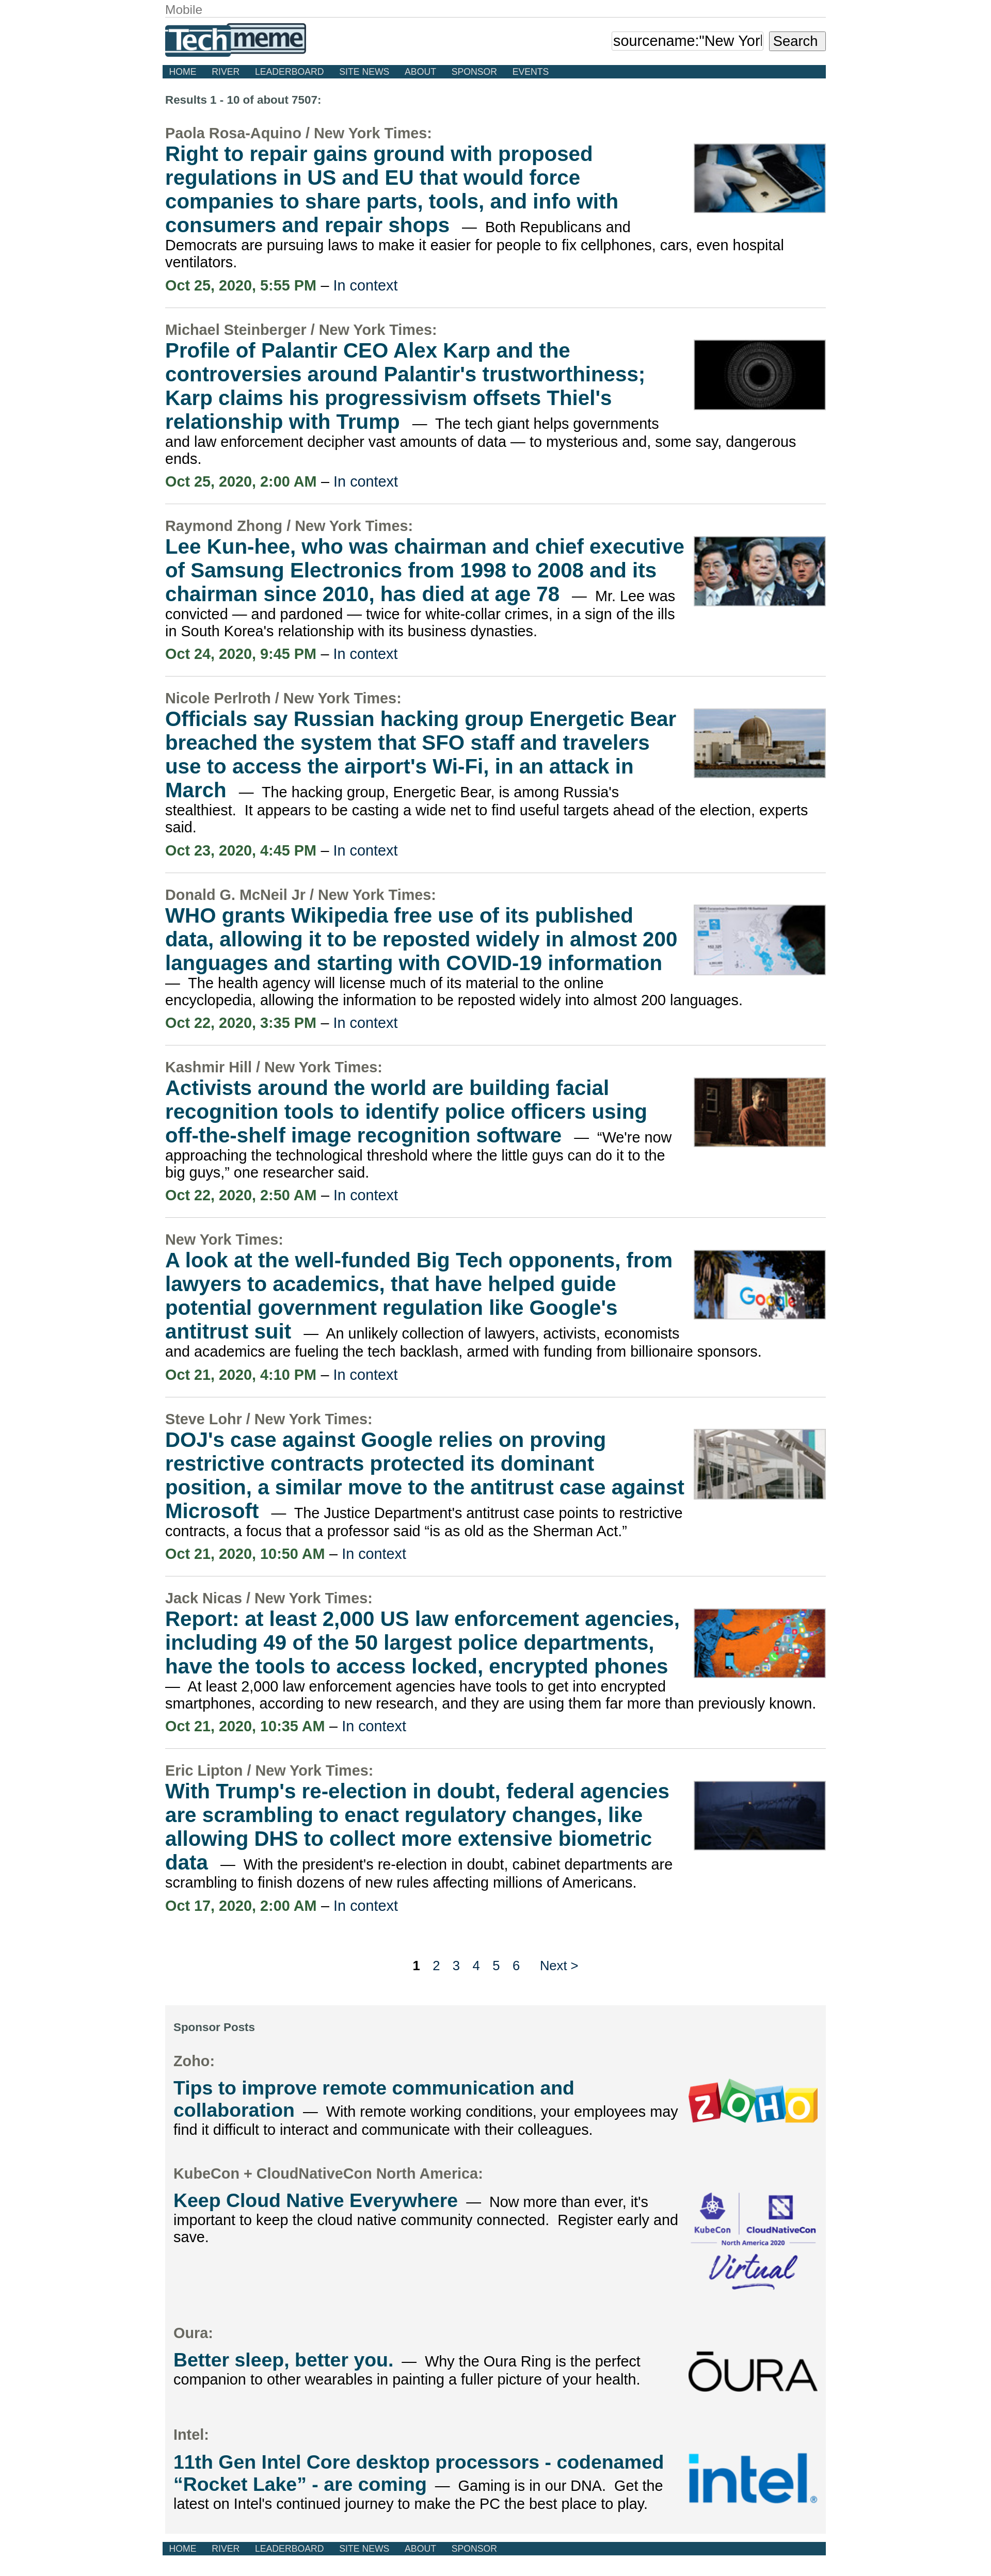 Mobile
Techmeme
sourcename:"New Yorl Search
HOME RIVER LEADERBOARD SITE NEWS ABOUT SPONSOR EVENTS
Results 1 - 10 of about 7507:
Paola Rosa-Aquino / New York Times:
Right to repair gains ground with proposed
regulations in US and EU that would force
companies to share parts, tools, and info with
consumers and repair shops — Both Republicans and
Democrats are pursuing laws to make it easier for people to fix cellphones, cars, even hospital
ventilators.
Oct 25, 2020, 5:55 PM – In context
Michael Steinberger / New York Times:
Profile of Palantir CEO Alex Karp and the
controversies around Palantir's trustworthiness;
Karp claims his progressivism offsets Thiel's
relationship with Trump — The tech giant helps governments
and law enforcement decipher vast amounts of data — to mysterious and, some say, dangerous
ends.
Oct 25, 2020, 2:00 AM – In context
Raymond Zhong / New York Times:
Lee Kun-hee, who was chairman and chief executive
of Samsung Electronics from 1998 to 2008 and its
chairman since 2010, has died at age 78 — Mr. Lee was
convicted — and pardoned — twice for white-collar crimes, in a sign of the ills
in South Korea's relationship with its business dynasties.
Oct 24, 2020, 9:45 PM – In context
Nicole Perlroth / New York Times:
Officials say Russian hacking group Energetic Bear
breached the system that SFO staff and travelers
use to access the airport's Wi-Fi, in an attack in
March — The hacking group, Energetic Bear, is among Russia's
stealthiest. It appears to be casting a wide net to find useful targets ahead of the election, experts
said.
Oct 23, 2020, 4:45 PM – In context
Donald G. McNeil Jr / New York Times:
WHO grants Wikipedia free use of its published
data, allowing it to be reposted widely in almost 200
languages and starting with COVID-19 information
— The health agency will license much of its material to the online
encyclopedia, allowing the information to be reposted widely into almost 200 languages.
Oct 22, 2020, 3:35 PM – In context
Kashmir Hill / New York Times:
Activists around the world are building facial
recognition tools to identify police officers using
off-the-shelf image recognition software — “We're now
approaching the technological threshold where the little guys can do it to the
big guys,” one researcher said.
Oct 22, 2020, 2:50 AM – In context
New York Times:
A look at the well-funded Big Tech opponents, from
lawyers to academics, that have helped guide
potential government regulation like Google's
antitrust suit — An unlikely collection of lawyers, activists, economists
and academics are fueling the tech backlash, armed with funding from billionaire sponsors.
Google
Oct 21, 2020, 4:10 PM – In context
Steve Lohr / New York Times:
DOJ's case against Google relies on proving
restrictive contracts protected its dominant
position, a similar move to the antitrust case against
Microsoft — The Justice Department's antitrust case points to restrictive
contracts, a focus that a professor said “is as old as the Sherman Act.”
Oct 21, 2020, 10:50 AM – In context
Jack Nicas / New York Times:
Report: at least 2,000 US law enforcement agencies,
including 49 of the 50 largest police departments,
have the tools to access locked, encrypted phones
— At least 2,000 law enforcement agencies have tools to get into encrypted
smartphones, according to new research, and they are using them far more than previously known.
Oct 21, 2020, 10:35 AM – In context
Eric Lipton / New York Times:
With Trump's re-election in doubt, federal agencies
are scrambling to enact regulatory changes, like
allowing DHS to collect more extensive biometric
data — With the president's re-election in doubt, cabinet departments are
scrambling to finish dozens of new rules affecting millions of Americans.
Oct 17, 2020, 2:00 AM – In context
1 2 3 4 5 6 Next >
Sponsor Posts
Zoho:
Tips to improve remote communication and
collaboration — With remote working conditions, your employees may
find it difficult to interact and communicate with their colleagues.
ZOHO
KubeCon + CloudNativeCon North America:
Keep Cloud Native Everywhere — Now more than ever, it's
important to keep the cloud native community connected. Register early and
save.
KubeCon CloudNativeCon
North America 2020
Virtual
Oura:
Better sleep, better you. — Why the Oura Ring is the perfect
companion to other wearables in painting a fuller picture of your health.
ŌURA
Intel:
11th Gen Intel Core desktop processors - codenamed
“Rocket Lake” - are coming — Gaming is in our DNA. Get the
latest on Intel's continued journey to make the PC the best place to play.
intel®
HOME RIVER LEADERBOARD SITE NEWS ABOUT SPONSOR